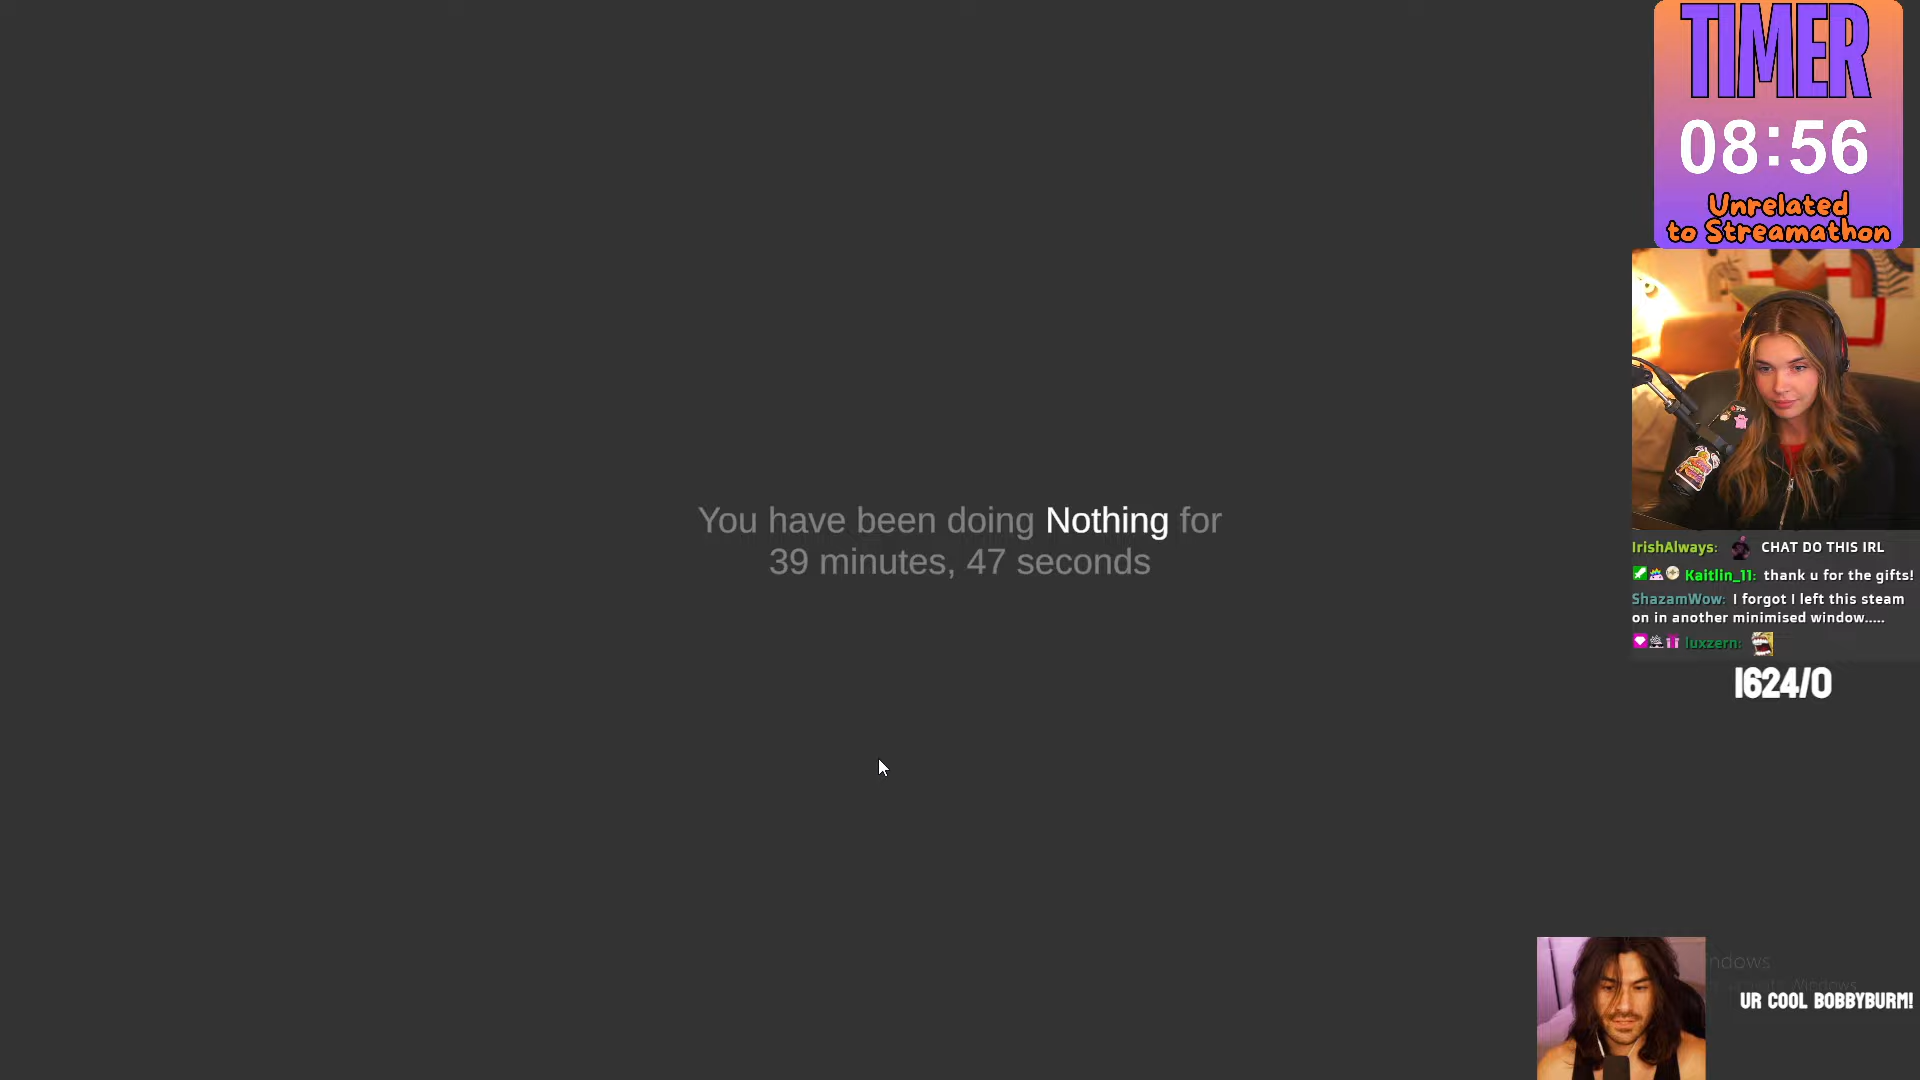 TIMER
08:56
Unrelated
to Streamathon
You have been doing Nothing for
39 minutes, 47 seconds
IrishAlways: CHAT DO THIS IRL
Kaitlin_11: thank u for the gifts!
ShazamWow: I forgot I left this steam
on in another minimised window.....
luxzern:
1624/0
ndows
Windows
UR COOL BOBBYBURM!